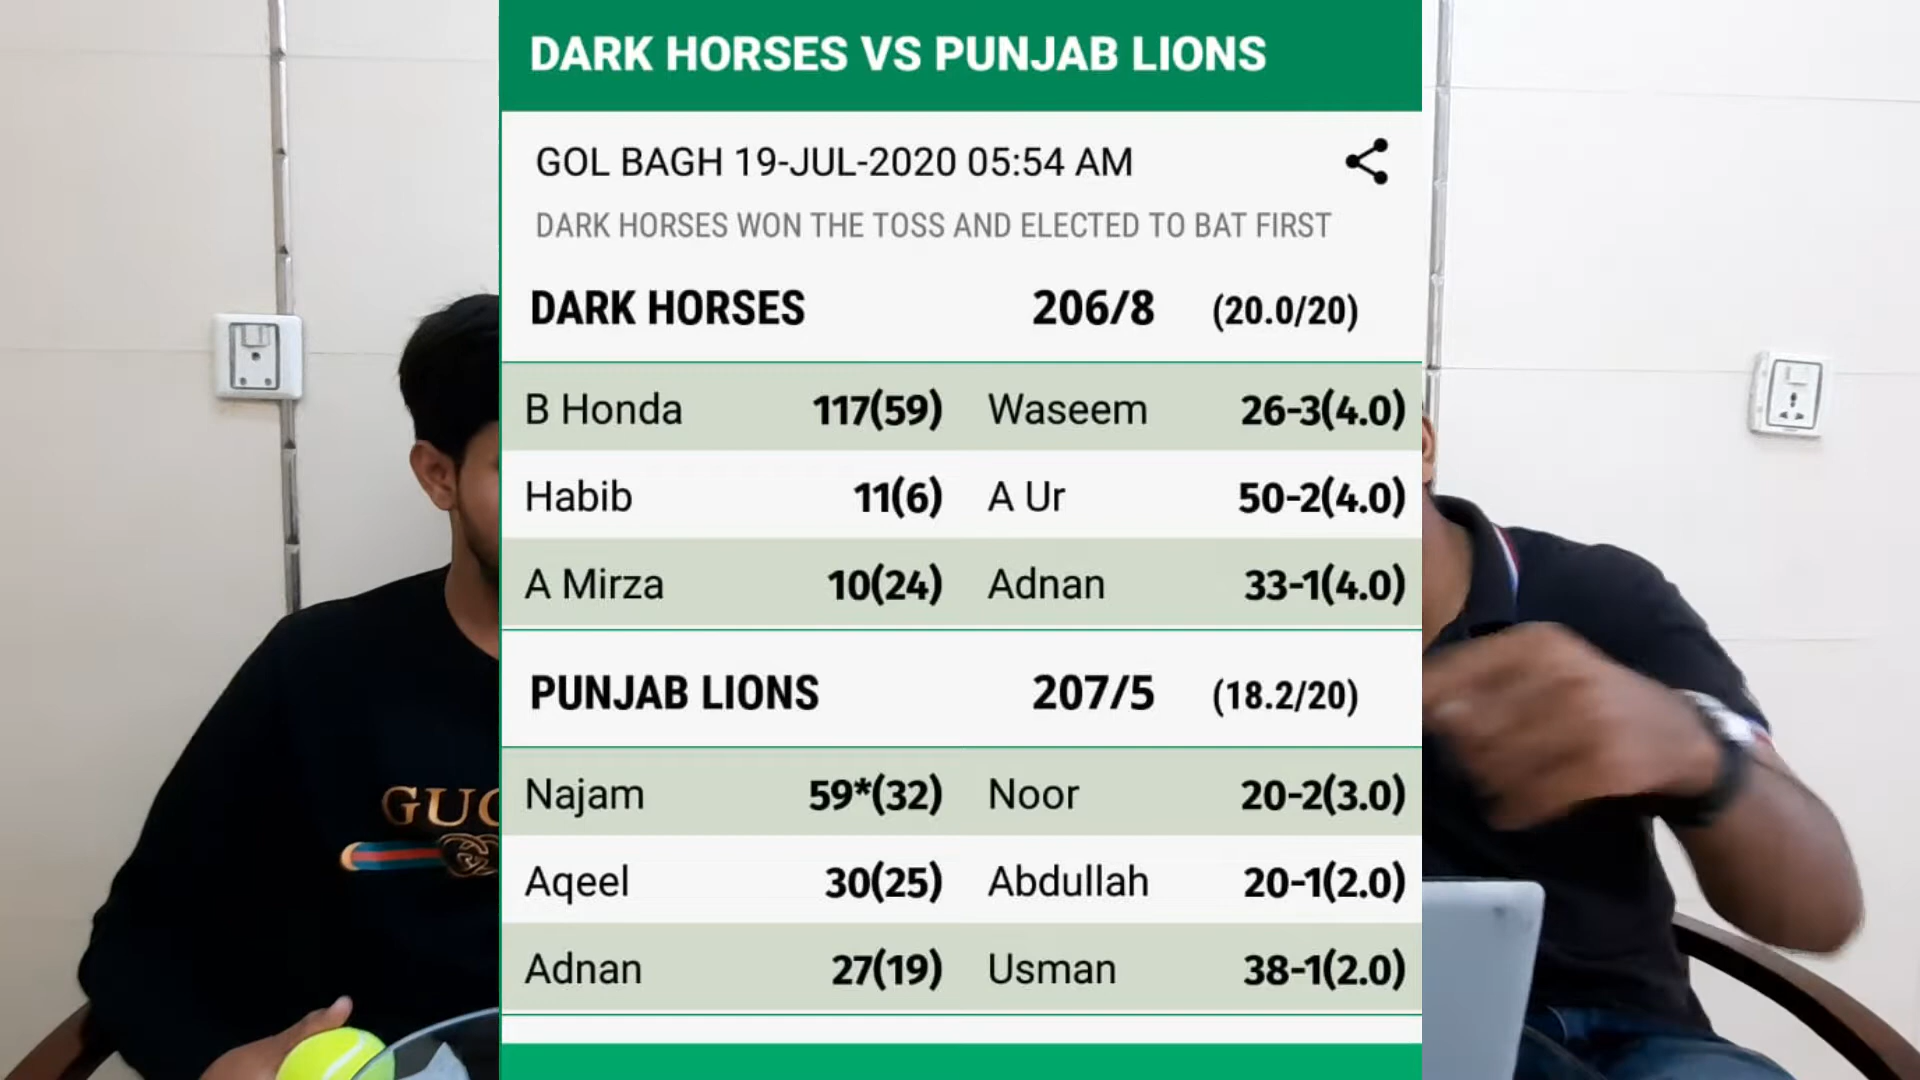 DARK HORSES VS PUNJAB LIONS
GOL BAGH 19-JUL-2020 05:54 AM
DARK HORSES WON THE TOSS AND ELECTED TO BAT FIRST
DARK HORSES 206/8 (20.0/20)
B Honda 117(59) Waseem 26-3(4.0)
Habib 11(6) A Ur 50-2(4.0)
A Mirza 10(24) Adnan 33-1(4.0)
PUNJAB LIONS 207/5 (18.2/20)
Najam 59*(32) Noor 20-2(3.0)
Aqeel 30(25) Abdullah 20-1(2.0)
Adnan 27(19) Usman 38-1(2.0)
GUC